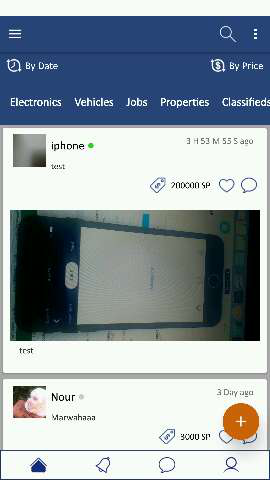 By Date
By Price
Electronics Vehicles Jobs Properties Classifieds
iphone
3 H 53 M 55 S ago
test
200000 SP
test
Nour
3 Day ago
Marwahaaa
3000 SP